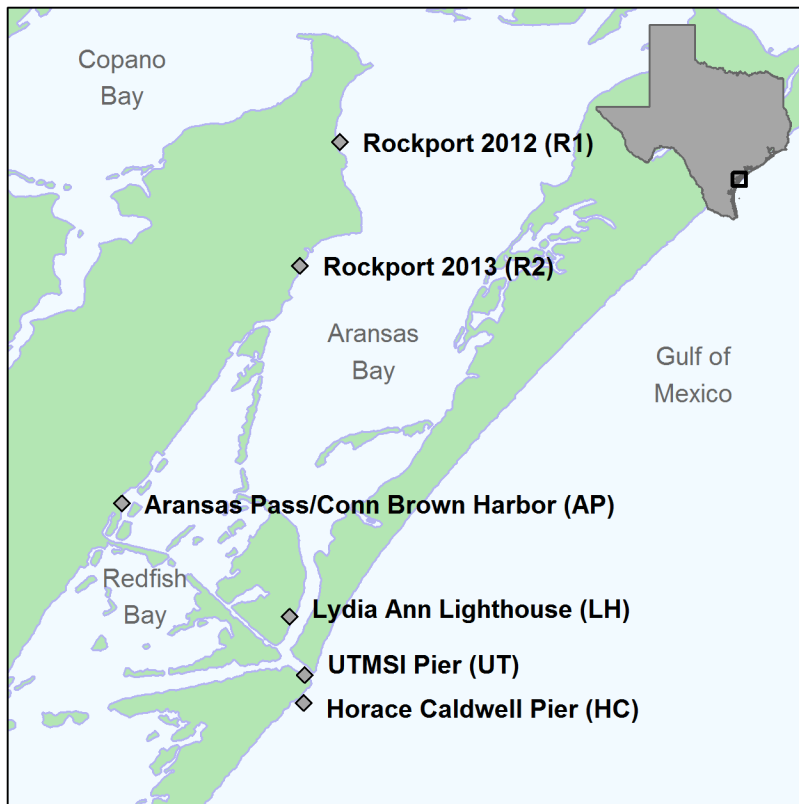 Copano
Bay
Rockport 2012 (R1)
Rockport 2013 (R2)
Aransas
Bay
Gulf of
Mexico
Aransas Pass/Conn Brown Harbor (AP)
Redfish
Bay
Lydia Ann Lighthouse (LH)
UTMSI Pier (UT)
Horace Caldwell Pier (HC)